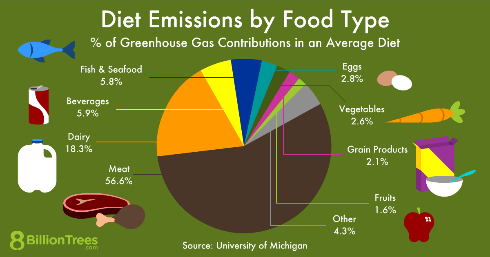 Diet Emissions by Food Type
% of Greenhouse Gas Contributions in an Average Diet
Fish & Seafood
5.8%
Beverages
5.9%
Dairy
18.3%
Meat
56.6%
Eggs
2.8%
Vegetables
2.6%
Grain Products
2.1%
Fruits
1.6%
Other
4.3%
8BillionTrees
.com
Source: University of Michigan